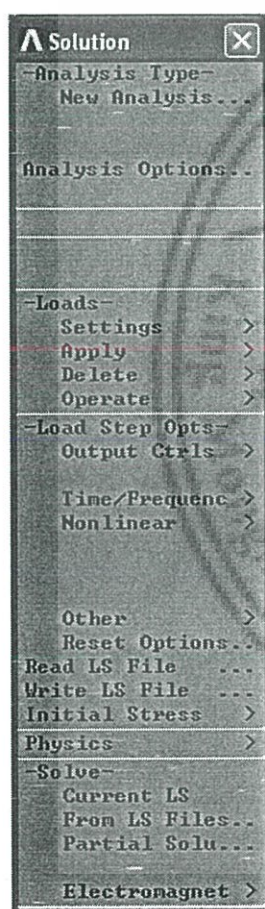 Solution
-Analysis Type-
New Analysis...
Analysis Options..
-Loads-
Settings >
Apply >
Delete >
Operate >
-Load Step Opts-
Output Ctrls >
Time/Frequenc >
Nonlinear >
Other >
Reset Options..
Read LS File ...
Write LS File ...
Initial Stress >
Physics >
-Solve-
Current LS
From LS Files..
Partial Solu...
Electromagnet >